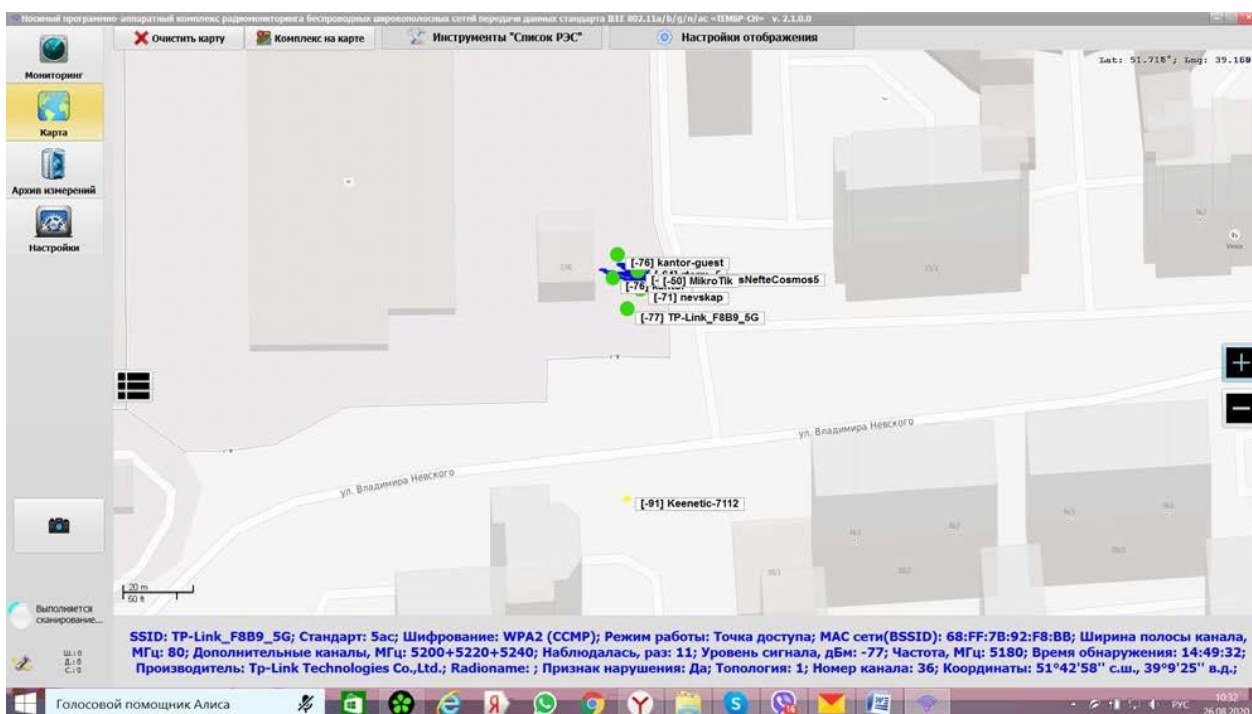 Носимый программно-аппаратный комплекс радиомониторинга беспроводных широкополосных сетей передачи данных стандарта IEEE 802.11a/b/g/n/ac «ТЕМБР-СН» v. 2.1.0.0
Очистить карту
Комплекс на карте
Инструменты "Список РЭС"
Настройки отображения
Мониторинг
Карта
Архив измерений
Настройки
[-76] kantor-guest
[-50] MikroTik
sNefteCosmos5
[-76]
[-71] nevskap
[-77] TP-Link_F8B9_5G
ул. Владимира Невского
ул. Владимира Невского
[-91] Keenetic-7112
20 m
50 ft
Выполняется
сканирование...
Ш.: 0
Д.: 0
С.: 0
SSID: TP-Link_F8B9_5G; Стандарт: 5ac; Шифрование: WPA2 (CCMP); Режим работы: Точка доступа; MAC сети(BSSID): 68:FF:7B:92:F8:BB; Ширина полосы канала,
МГц: 80; Дополнительные каналы, МГц: 5200+5220+5240; Наблюдалась, раз: 11; Уровень сигнала, дБм: -77; Частота, МГц: 5180; Время обнаружения: 14:49:32;
Производитель: Tp-Link Technologies Co.,Ltd.; Radioname: ; Признак нарушения: Да; Топология: 1; Номер канала: 36; Координаты: 51°42'58'' с.ш., 39°9'25'' в.д.;
Голосовой помощник Алиса
РУС
10:32
26.08.2020